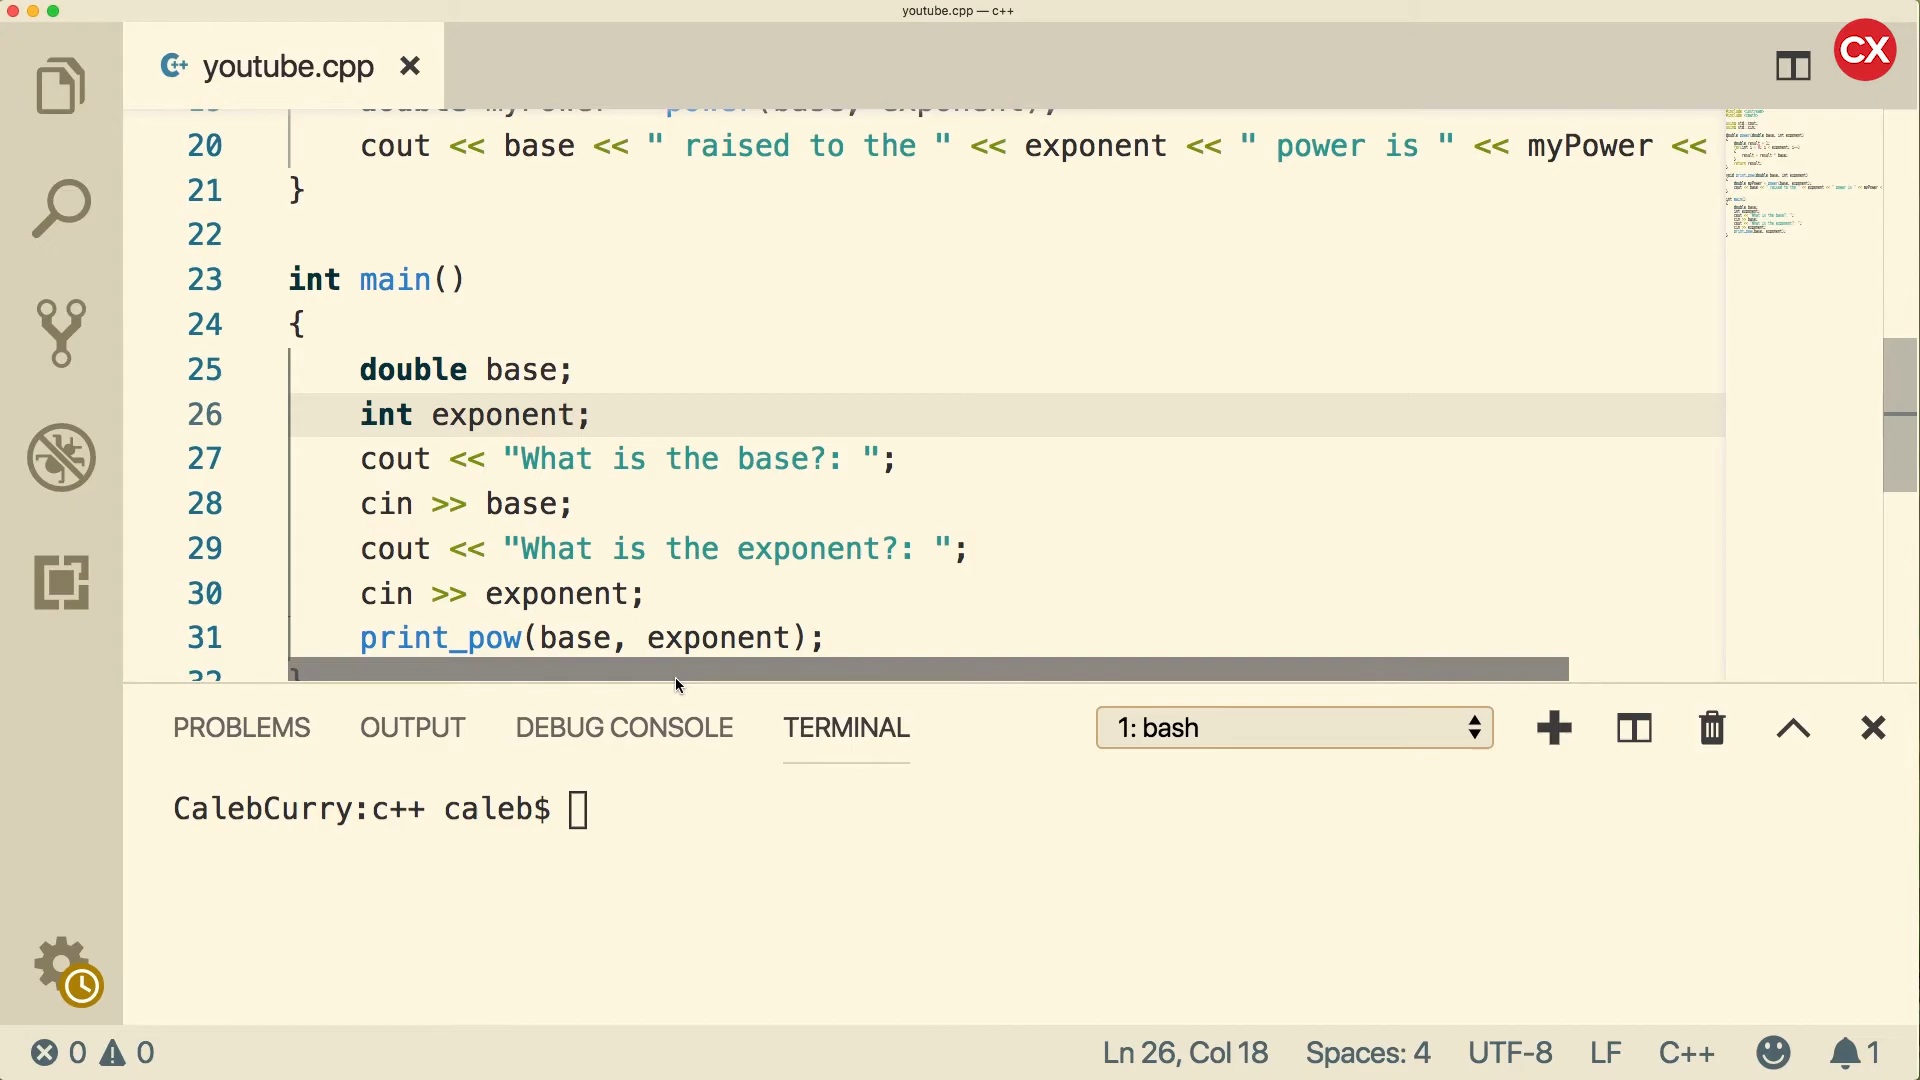 youtube.cpp — c++
CX
youtube.cpp
20 cout << base << " raised to the " << exponent << " power is " << myPower <<
21 }
22
23 int main()
24 {
25 double base;
26 int exponent;
27 cout << "What is the base?: ";
28 cin >> base;
29 cout << "What is the exponent?: ";
30 cin >> exponent;
31 print_pow(base, exponent);
PROBLEMS OUTPUT DEBUG CONSOLE TERMINAL 1: bash
CalebCurry:c++ caleb$
0 0 Ln 26, Col 18 Spaces: 4 UTF-8 LF C++ 1